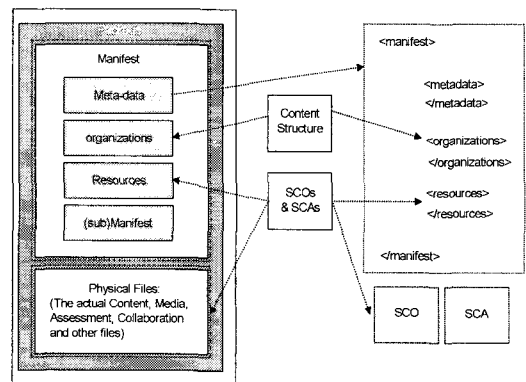 Manifest
Meta-data
organizations
Resources
(sub)Manifest
Physical Files:
(The actual Content, Media,
Assessment, Collaboration
and other files)
Content
Structure
SCOs
& SCAs
<manifest>
<metadata>
</metadata>
<organizations>
</organizations>
<resources>
</resources>
</manifest>
SCO
SCA